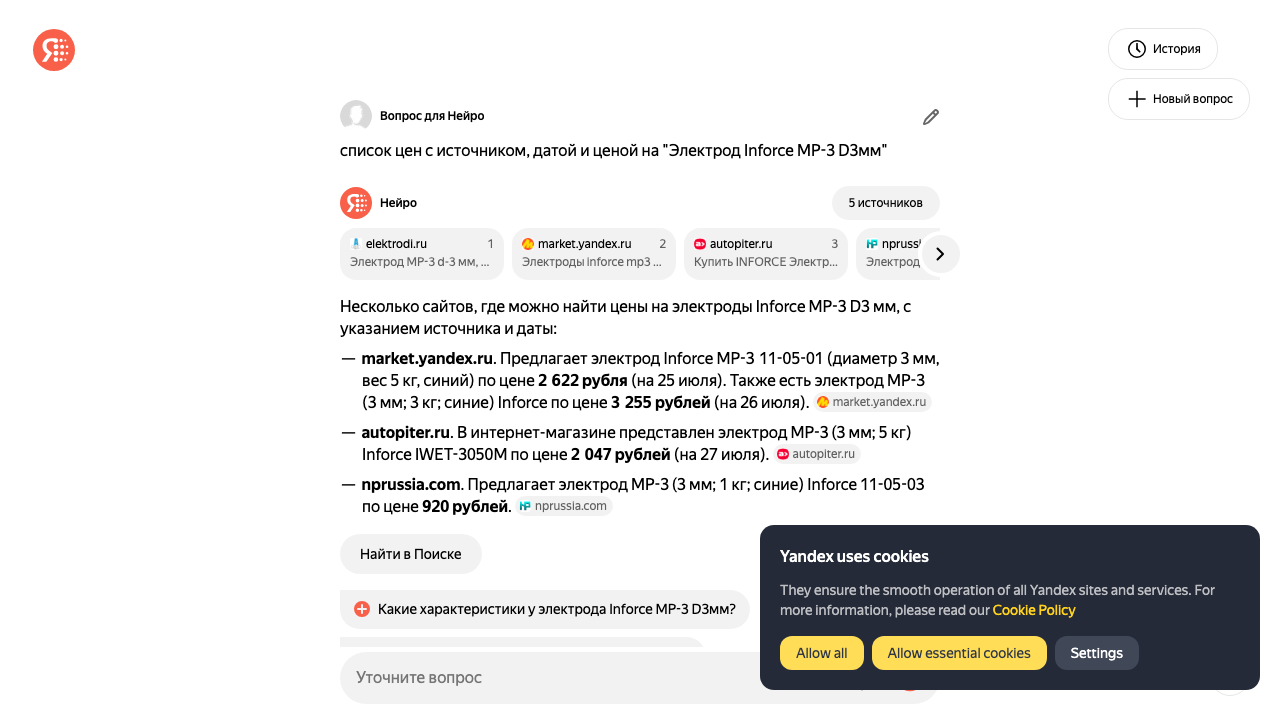 История
Новый вопрос
Вопрос для Нейро
список цен с источником, датой и ценой на "Электрод Inforce МР-3 D3мм"
Нейро
5 источников
elektrodi.ru 1
Электрод МР-3 d-3 мм, ...
market.yandex.ru 2
Электроды inforce mp3 ...
autopiter.ru 3
Купить INFORCE Электр...
nprussi
Электрод
Несколько сайтов, где можно найти цены на электроды Inforce МР-3 D3 мм, с
указанием источника и даты:
— market.yandex.ru. Предлагает электрод Inforce МР-3 11-05-01 (диаметр 3 мм,
вес 5 кг, синий) по цене 2 622 рубля (на 25 июля). Также есть электрод МР-3
(3 мм; 3 кг; синие) Inforce по цене 3 255 рублей (на 26 июля). market.yandex.ru
— autopiter.ru. В интернет-магазине представлен электрод МР-3 (3 мм; 5 кг)
Inforce IWET-3050M по цене 2 047 рублей (на 27 июля). autopiter.ru
— nprussia.com. Предлагает электрод МР-3 (3 мм; 1 кг; синие) Inforce 11-05-03
по цене 920 рублей. nprussia.com
Найти в Поиске
Какие характеристики у электрода Inforce МР-3 D3мм?
Уточните вопрос
Yandex uses cookies
They ensure the smooth operation of all Yandex sites and services. For
more information, please read our Cookie Policy
Allow all
Allow essential cookies
Settings